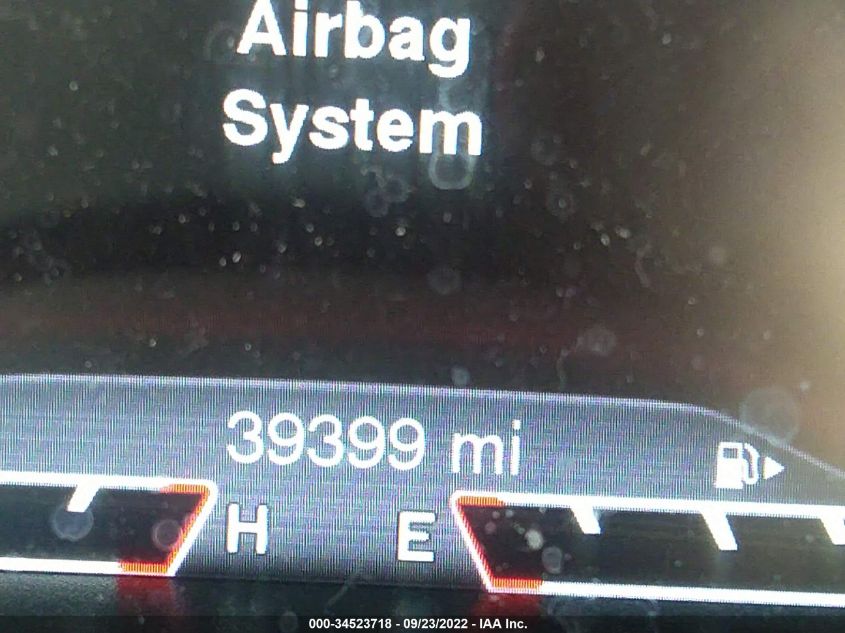 Airbag
System
39399 mi
H E
000-34523718 - 09/23/2022 - IAA Inc.